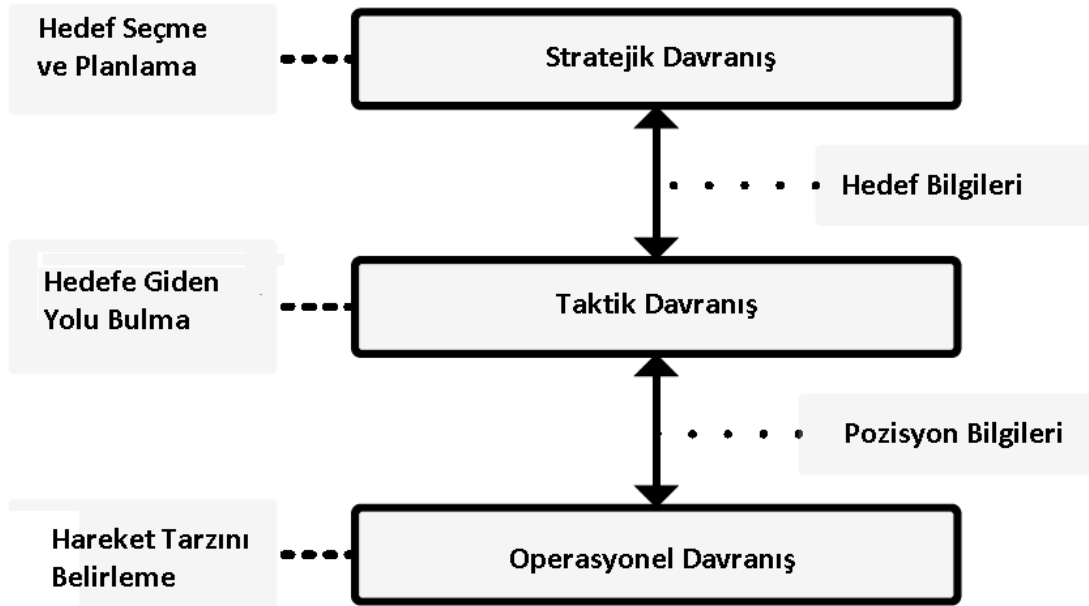 Hedef Seçme
ve Planlama
Stratejik Davranış
Hedef Bilgileri
Hedefe Giden
Yolu Bulma
Taktik Davranış
Pozisyon Bilgileri
Hareket Tarzını
Belirleme
Operasyonel Davranış